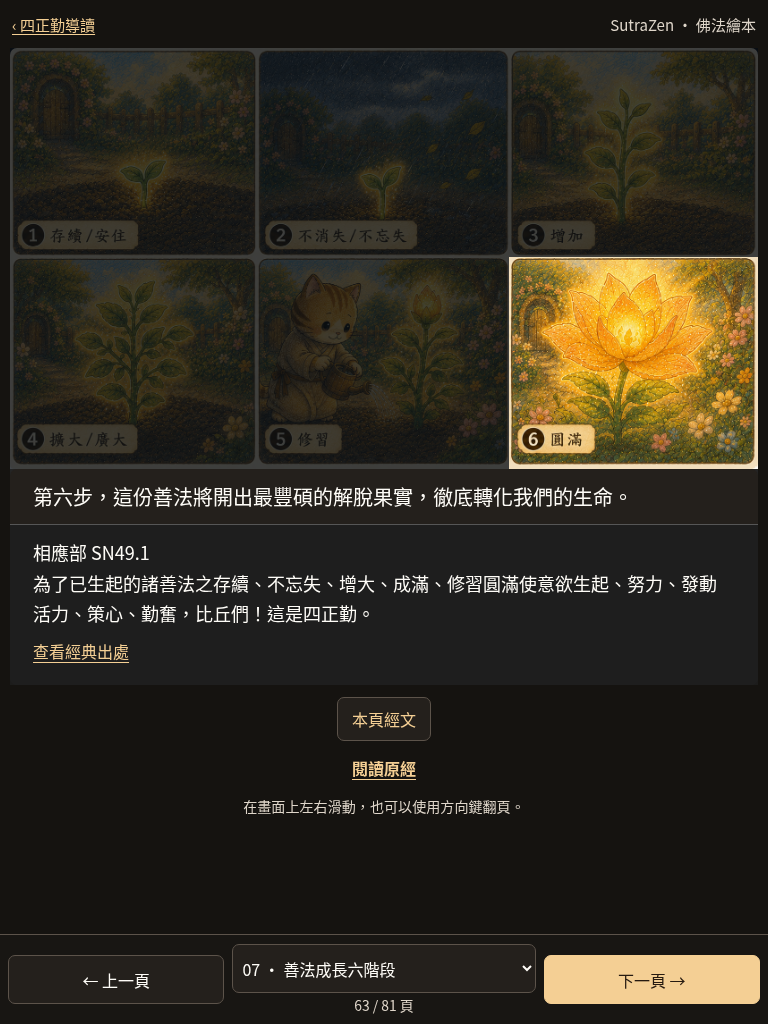 ‹ 四正勤導讀
SutraZen ・ 佛法繪本
1 存續/安住
2 不消失/不忘失
3 增加
4 擴大/廣大
5 修習
6 圓滿
第六步，這份善法將開出最豐碩的解脫果實，徹底轉化我們的生命。
相應部 SN49.1
為了已生起的諸善法之存續、不忘失、增大、成滿、修習圓滿使意欲生起、努力、發動
活力、策心、勤奮，比丘們！這是四正勤。
查看經典出處
本頁經文
閱讀原經
在畫面上左右滑動，也可以使用方向鍵翻頁。
← 上一頁
07 ・ 善法成長六階段
下一頁 →
63 / 81 頁